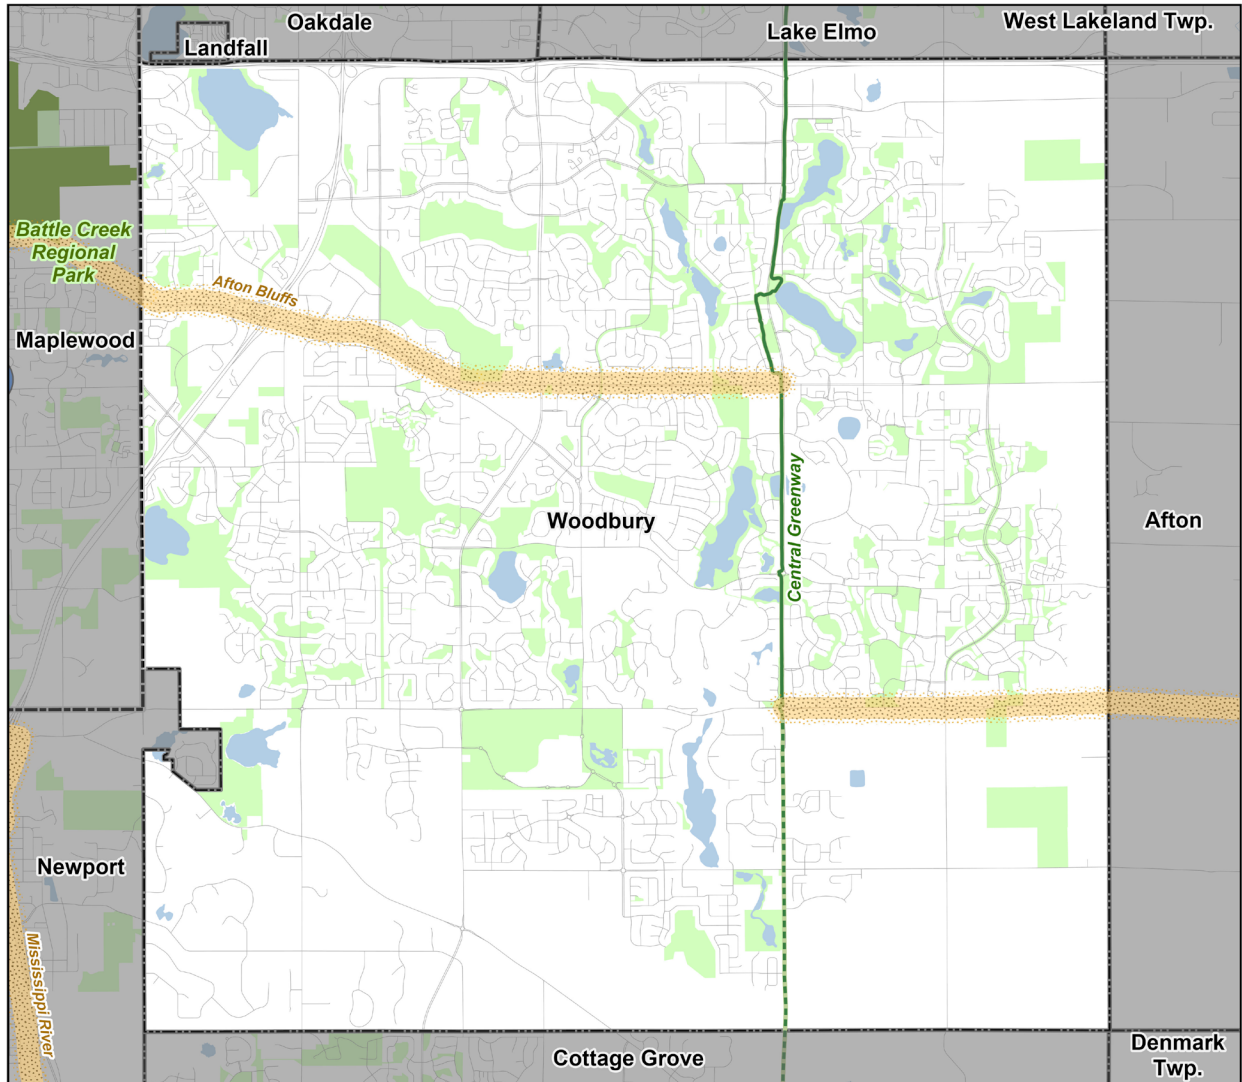 Oakdale
West Lakeland Twp.
Lake Elmo
Landfall
Battle Creek
Regional
Park
Afton Bluffs
Maplewood
Central Greenway
Woodbury
Afton
Newport
Mississippi River
Cottage Grove
Denmark
Twp.